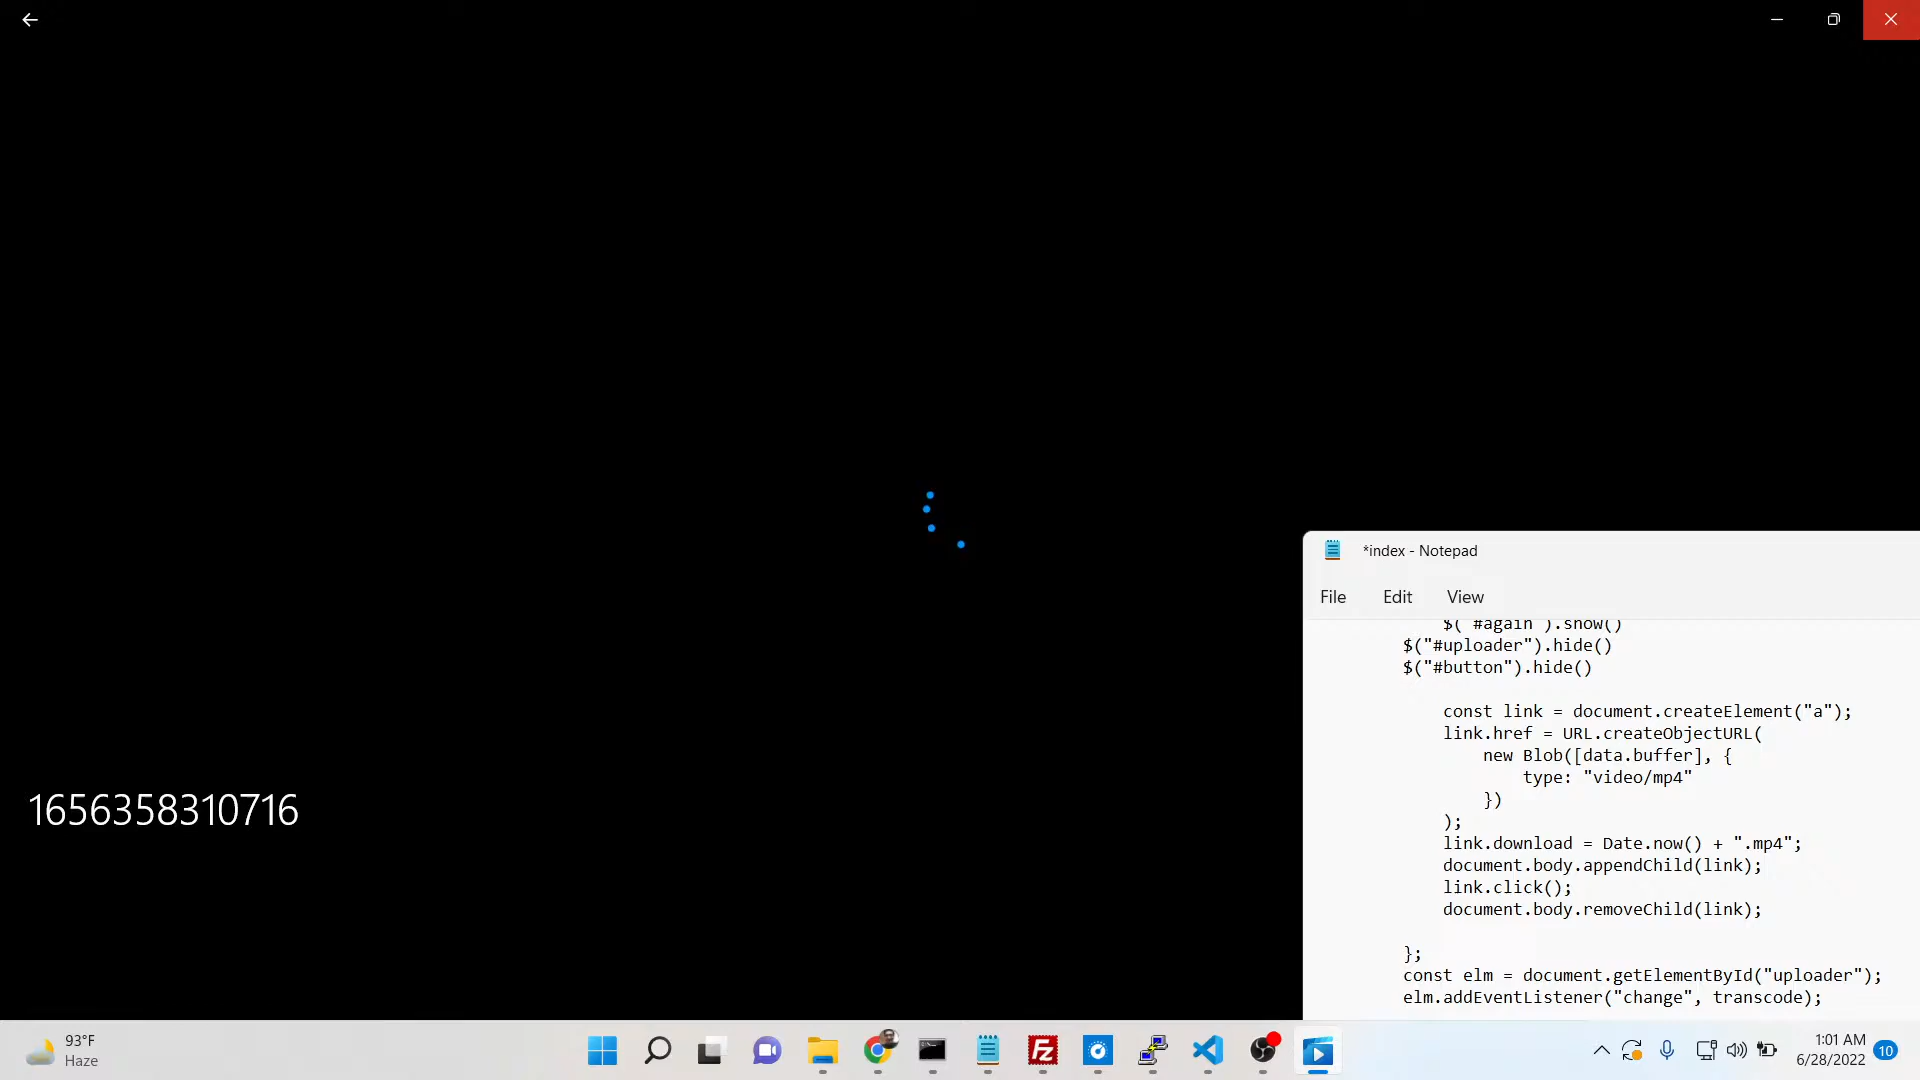 *index - Notepad
File Edit View
$("#again").show()
$("#uploader").hide()
$("#button").hide()
const link = document.createElement("a");
link.href = URL.createObjectURL(
new Blob([data.buffer], {
type: "video/mp4"
})
);
link.download = Date.now() + ".mp4";
document.body.appendChild(link);
link.click();
document.body.removeChild(link);
};
const elm = document.getElementById("uploader");
elm.addEventListener("change", transcode);
1656358310716
93°F
Haze
Fz
1:01 AM
6/28/2022
10